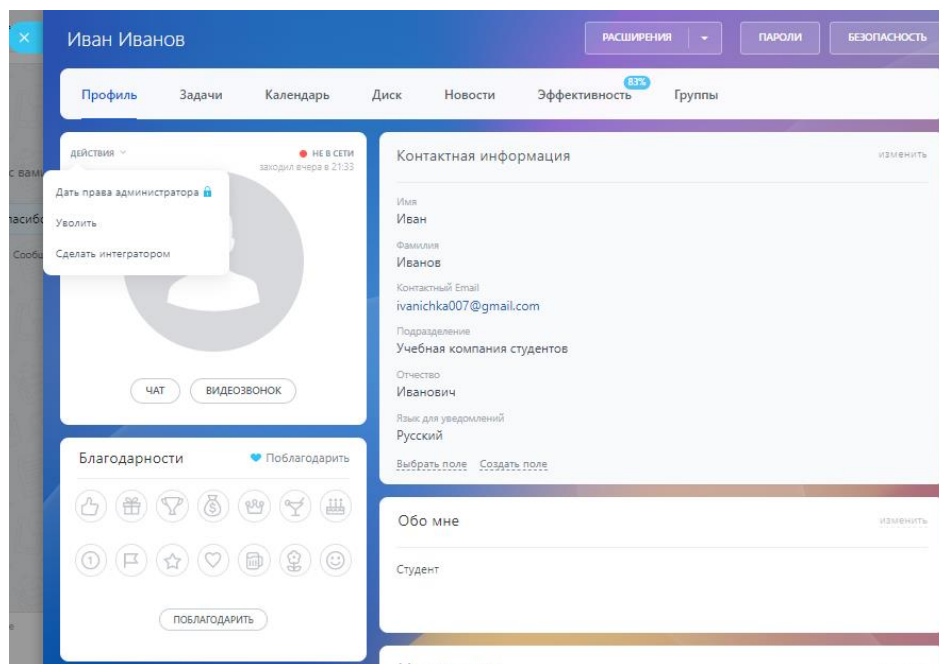 Иван Иванов
РАСШИРЕНИЯ
ПАРОЛИ
БЕЗОПАСНОСТЬ
Профиль
Задачи
Календарь
Диск
Новости
Эффективность
83%
Группы
ДЕЙСТВИЯ
НЕ В СЕТИ
заходил вчера в 21:33
с вами
Дать права администратора
Уволить
Сделать интегратором
ЧАТ
ВИДЕОЗВОНОК
Контактная информация
изменить
Имя
Иван
Фамилия
Иванов
Контактный Email
ivanichka007@gmail.com
Подразделение
Учебная компания студентов
Отчество
Иванович
Язык для уведомлений
Русский
Выбрать поле Создать поле
Благодарности
Поблагодарить
1
ПОБЛАГОДАРИТЬ
Обо мне
изменить
Студент